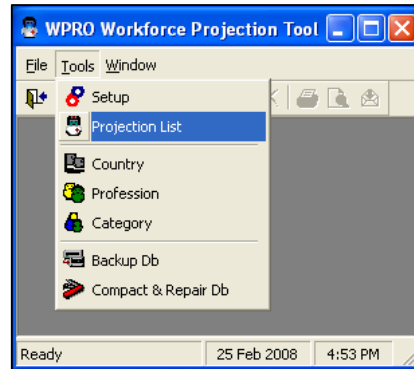 WPRO Workforce Projection Tool
File Tools Window
Setup
Projection List
Country
Profession
Category
Backup Db
Compact & Repair Db
Ready 25 Feb 2008 4:53 PM